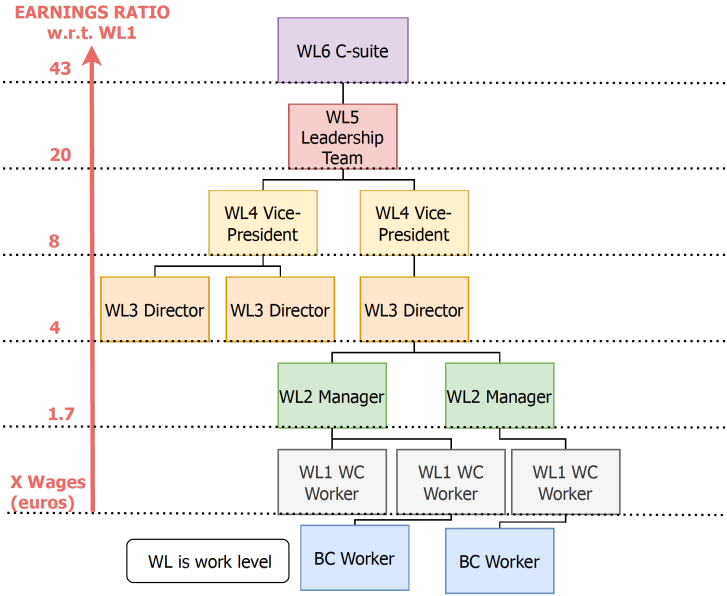 EARNINGS RATIO
w.r.t. WL1
WL6 C-suite
43
WL5
Leadership
Team
20
WL4 Vice-
President
WL4 Vice-
President
8
WL3 Director
WL3 Director
WL3 Director
4
WL2 Manager
WL2 Manager
1.7
X Wages
(euros)
WL1 WC
Worker
WL1 WC
Worker
WL1 WC
Worker
WL is work level
BC Worker
BC Worker